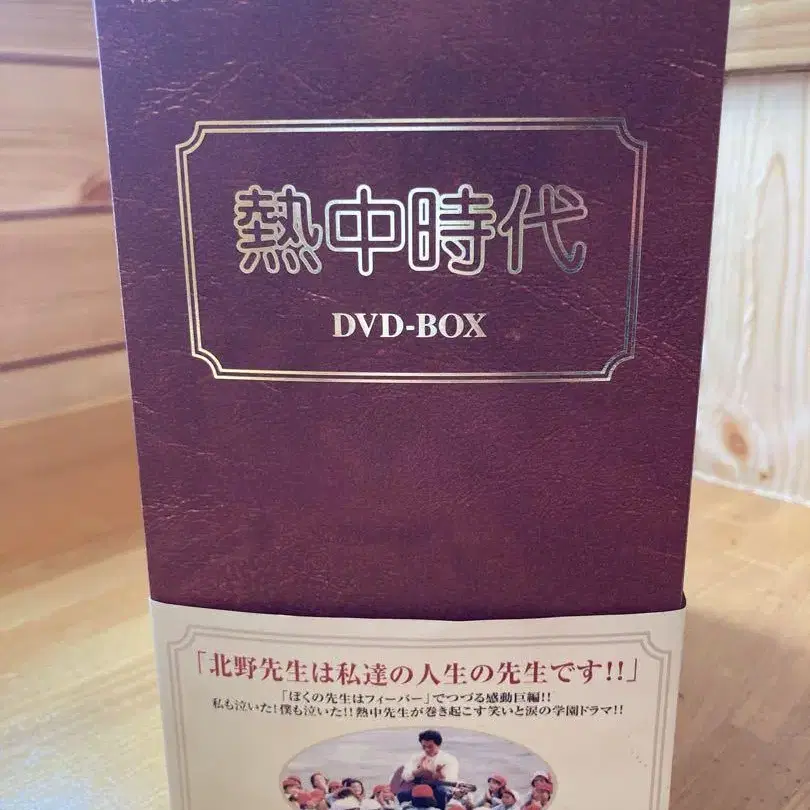 熱中時代
DVD-BOX
「北野先生は私達の人生の先生です!!」
「ぼくの先生はフィーバー」でつづる感動巨編!!
私も泣いた!僕も泣いた!!熱中先生が巻き起こす笑いと涙の学園ドラマ!!